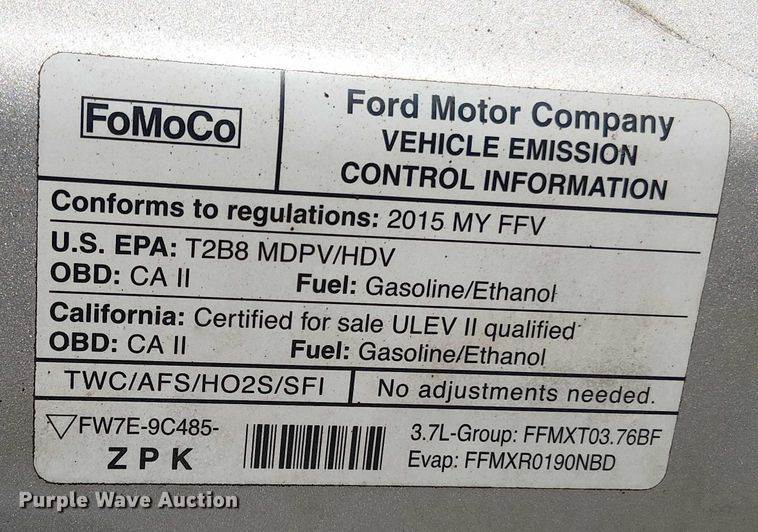 FoMoCo
Ford Motor Company
VEHICLE EMISSION
CONTROL INFORMATION
Conforms to regulations: 2015 MY FFV
U.S. EPA: T2B8 MDPV/HDV
OBD: CA II Fuel: Gasoline/Ethanol
California: Certified for sale ULEV II qualified
OBD: CA II Fuel: Gasoline/Ethanol
TWC/AFS/HO2S/SFI No adjustments needed.
FW7E-9C485-
Z P K
3.7L-Group: FFMXT03.76BF
Evap: FFMXR0190NBD
Purple Wave Auction